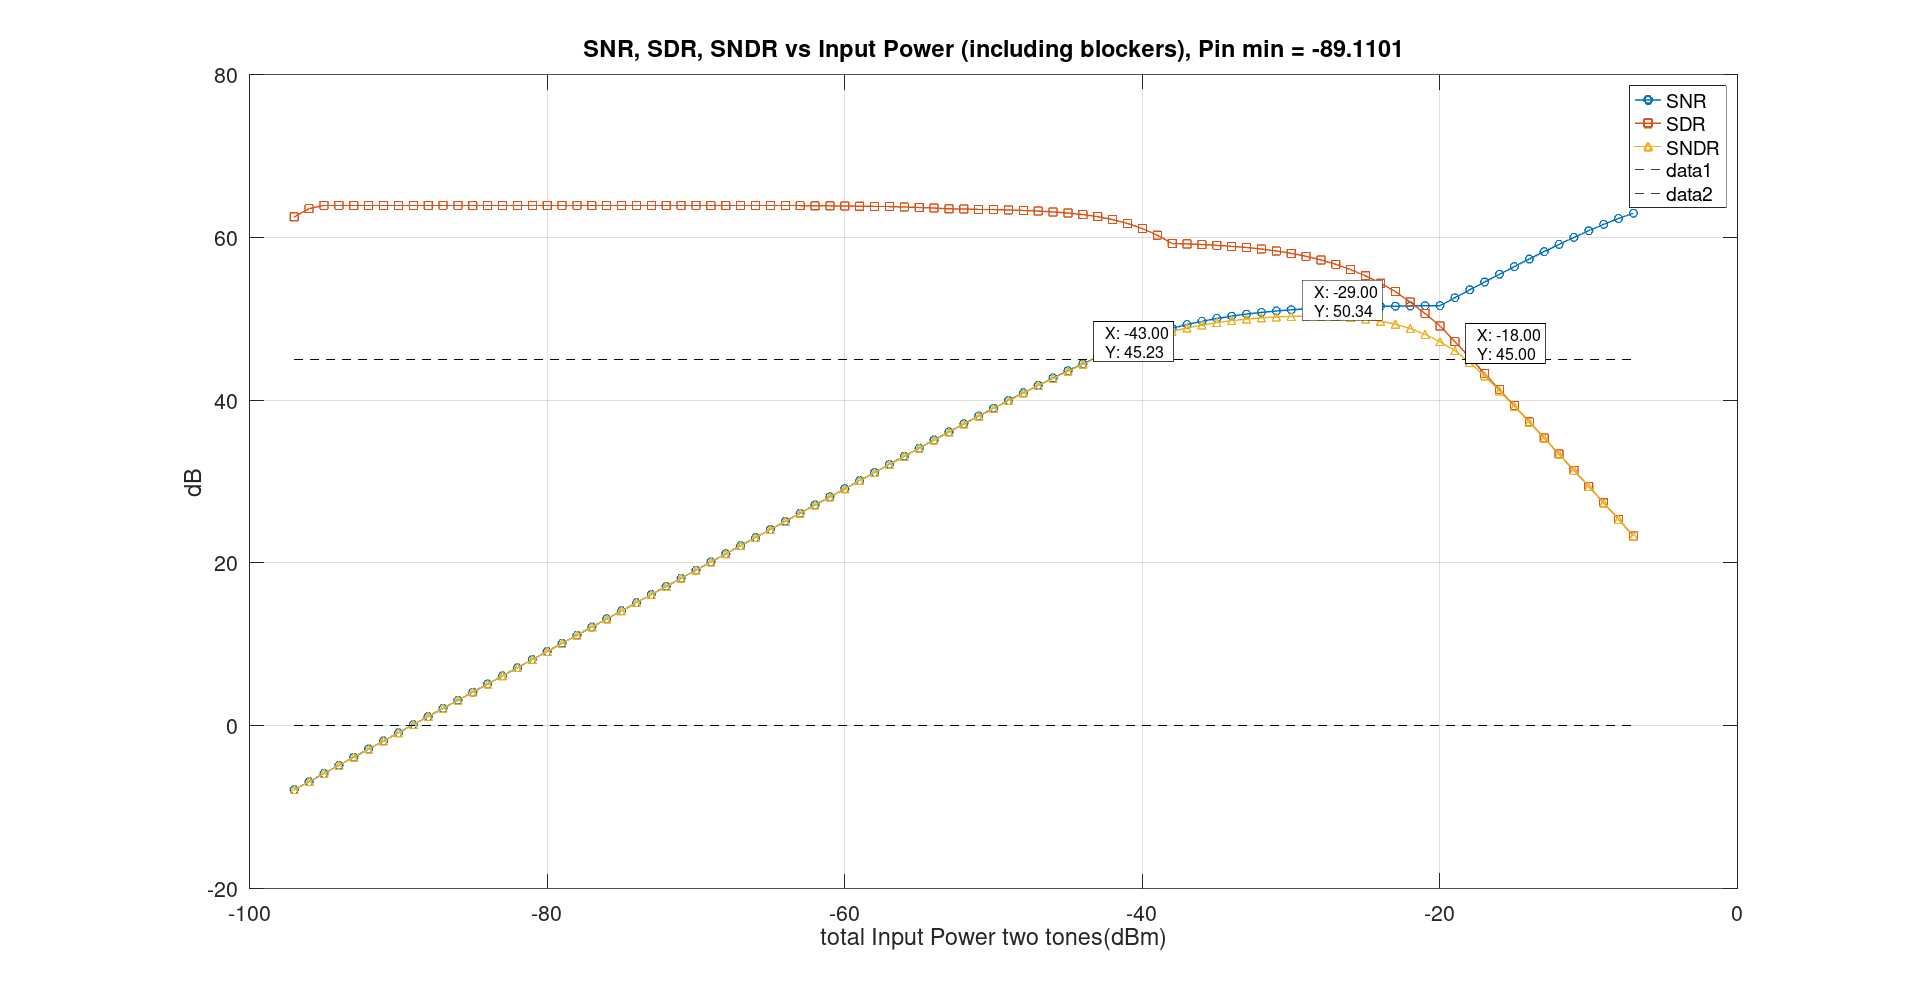 SNR, SDR, SNDR vs Input Power (including blockers), Pin min = -89.1101
80
60
40
20
0
-20
dB
-100
-80
-60
-40
-20
0
total Input Power two tones(dBm)
SNR
SDR
SNDR
data1
data2
X: -43.00
Y: 45.23
X: -29.00
Y: 50.34
X: -18.00
Y: 45.00